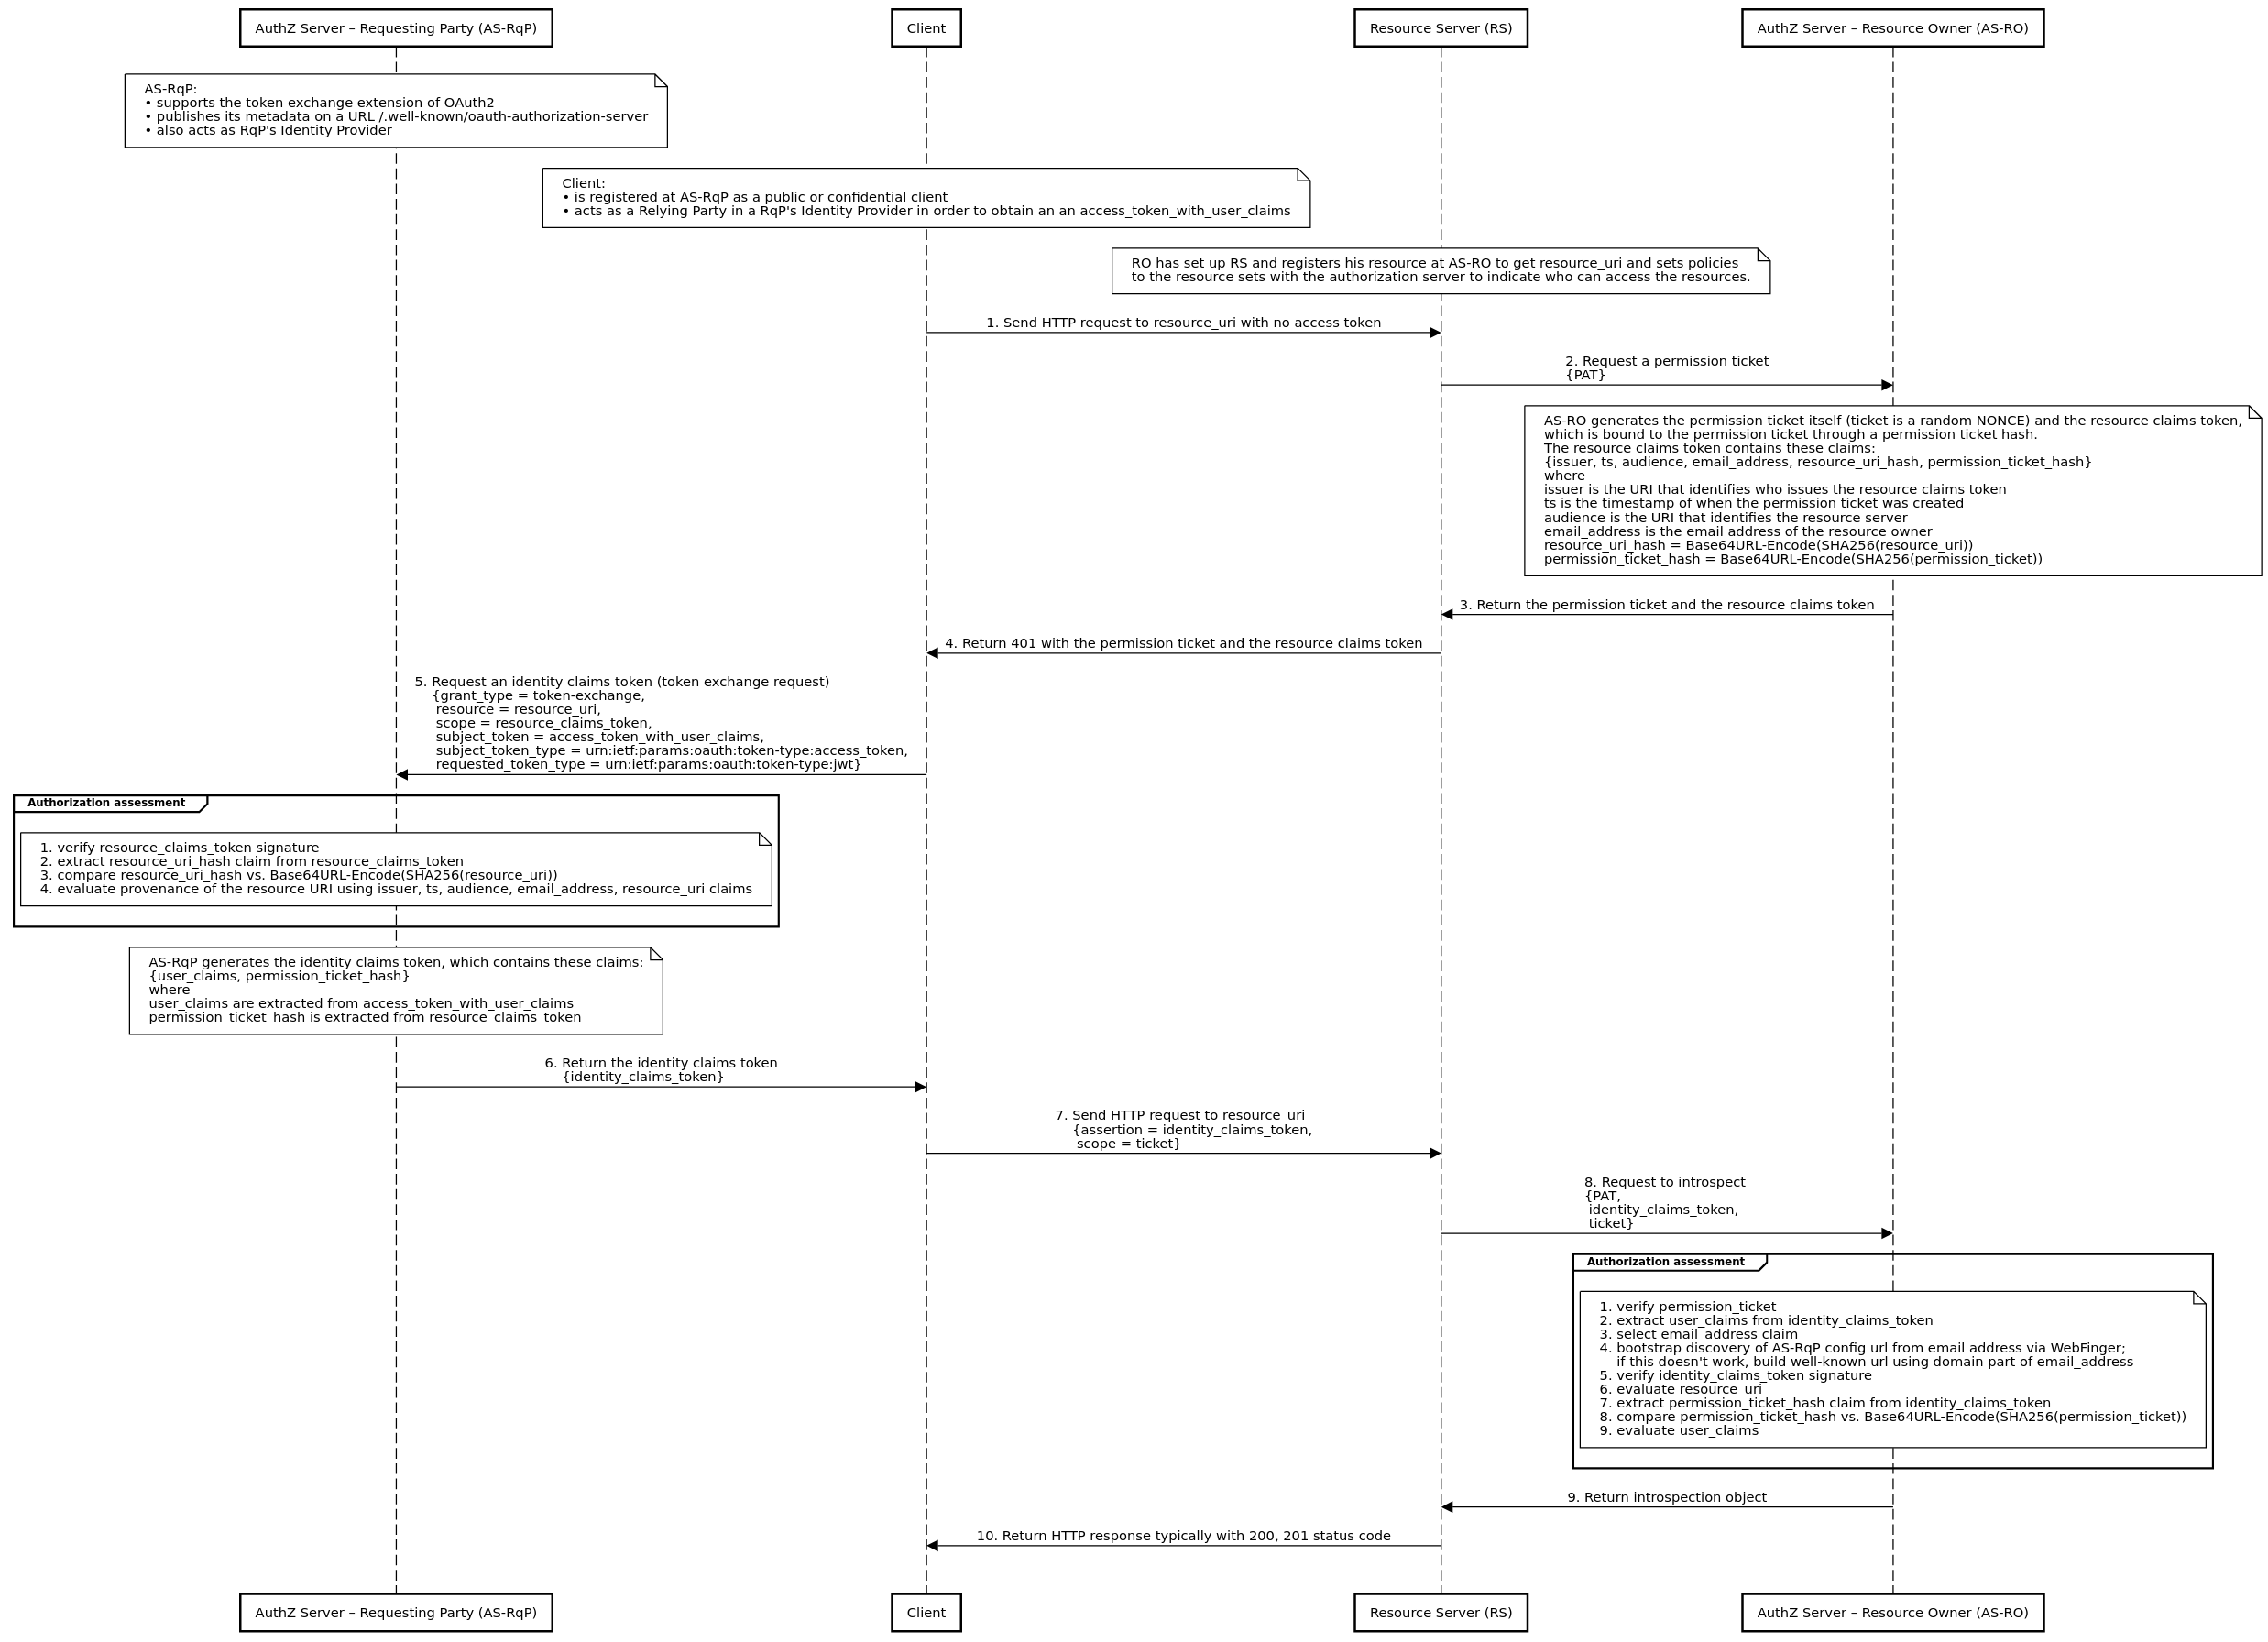 AuthZ Server – Requesting Party (AS-RqP)
Client
Resource Server (RS)
AuthZ Server – Resource Owner (AS-RO)
AS-RqP:
• supports the token exchange extension of OAuth2
• publishes its metadata on a URL /.well-known/oauth-authorization-server
• also acts as RqP's Identity Provider
Client:
• is registered at AS-RqP as a public or confidential client
• acts as a Relying Party in a RqP's Identity Provider in order to obtain an an access_token_with_user_claims
RO has set up RS and registers his resource at AS-RO to get resource_uri and sets policies
to the resource sets with the authorization server to indicate who can access the resources.
1. Send HTTP request to resource_uri with no access token
2. Request a permission ticket
{PAT}
AS-RO generates the permission ticket itself (ticket is a random NONCE) and the resource claims token,
which is bound to the permission ticket through a permission ticket hash.
The resource claims token contains these claims:
{issuer, ts, audience, email_address, resource_uri_hash, permission_ticket_hash}
where
issuer is the URI that identifies who issues the resource claims token
ts is the timestamp of when the permission ticket was created
audience is the URI that identifies the resource server
email_address is the email address of the resource owner
resource_uri_hash = Base64URL-Encode(SHA256(resource_uri))
permission_ticket_hash = Base64URL-Encode(SHA256(permission_ticket))
3. Return the permission ticket and the resource claims token
4. Return 401 with the permission ticket and the resource claims token
5. Request an identity claims token (token exchange request)
{grant_type = token-exchange,
resource = resource_uri,
scope = resource_claims_token,
subject_token = access_token_with_user_claims,
subject_token_type = urn:ietf:params:oauth:token-type:access_token,
requested_token_type = urn:ietf:params:oauth:token-type:jwt}
Authorization assessment
1. verify resource_claims_token signature
2. extract resource_uri_hash claim from resource_claims_token
3. compare resource_uri_hash vs. Base64URL-Encode(SHA256(resource_uri))
4. evaluate provenance of the resource URI using issuer, ts, audience, email_address, resource_uri claims
AS-RqP generates the identity claims token, which contains these claims:
{user_claims, permission_ticket_hash}
where
user_claims are extracted from access_token_with_user_claims
permission_ticket_hash is extracted from resource_claims_token
6. Return the identity claims token
{identity_claims_token}
7. Send HTTP request to resource_uri
{assertion = identity_claims_token,
scope = ticket}
8. Request to introspect
{PAT,
identity_claims_token,
ticket}
Authorization assessment
1. verify permission_ticket
2. extract user_claims from identity_claims_token
3. select email_address claim
4. bootstrap discovery of AS-RqP config url from email address via WebFinger;
if this doesn't work, build well-known url using domain part of email_address
5. verify identity_claims_token signature
6. evaluate resource_uri
7. extract permission_ticket_hash claim from identity_claims_token
8. compare permission_ticket_hash vs. Base64URL-Encode(SHA256(permission_ticket))
9. evaluate user_claims
9. Return introspection object
10. Return HTTP response typically with 200, 201 status code
AuthZ Server – Requesting Party (AS-RqP)
Client
Resource Server (RS)
AuthZ Server – Resource Owner (AS-RO)